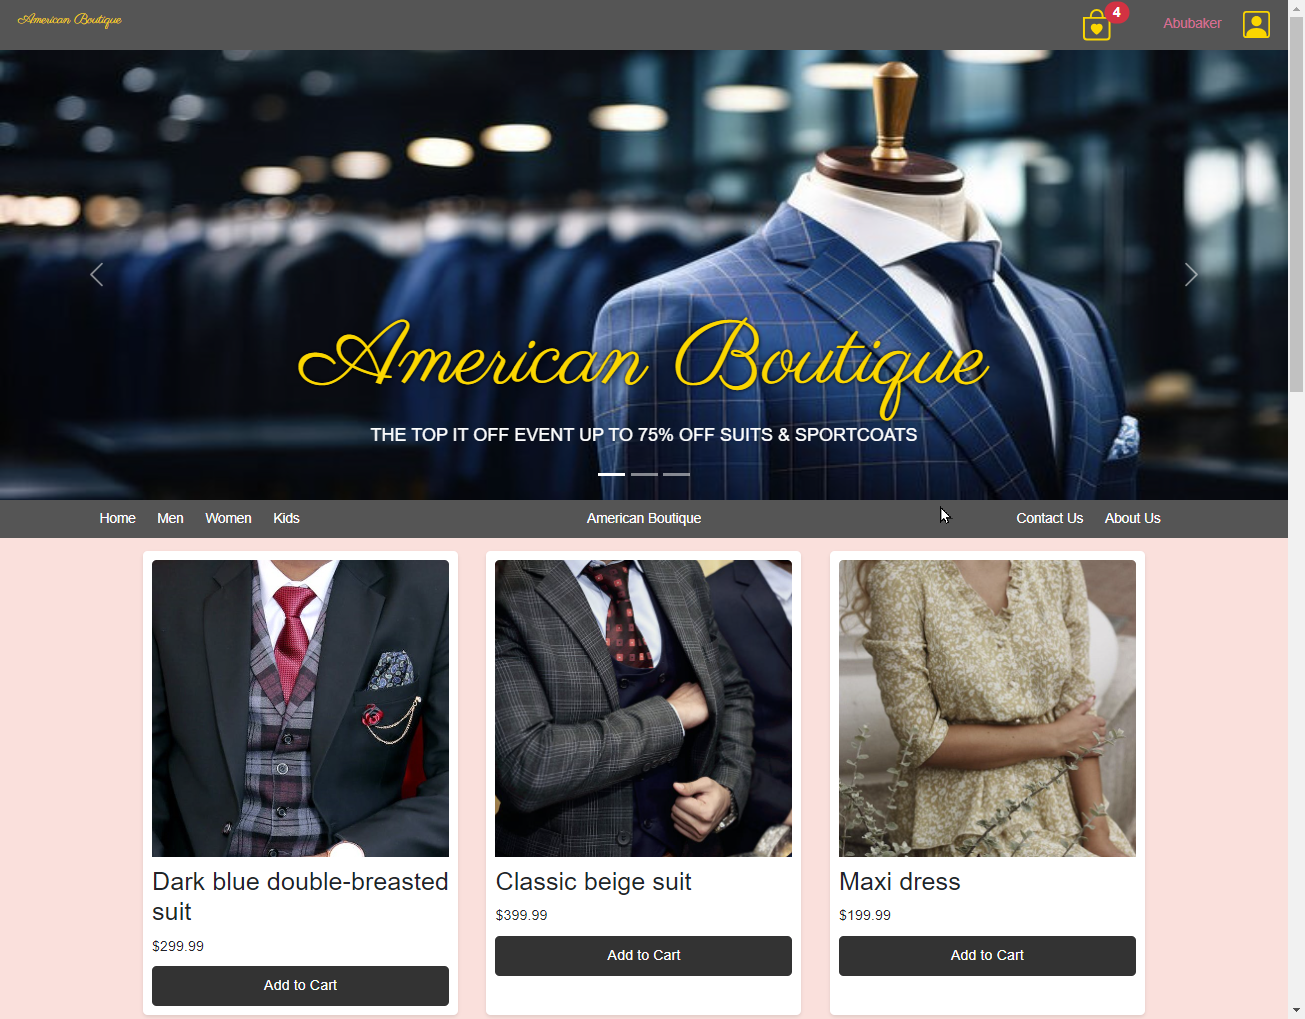 American Boutique
4
Abubaker
American Boutique
THE TOP IT OFF EVENT UP TO 75% OFF SUITS & SPORTCOATS
Home Men Women Kids American Boutique Contact Us About Us
Dark blue double-breasted
suit
$299.99
Add to Cart
Classic beige suit
$399.99
Add to Cart
Maxi dress
$199.99
Add to Cart